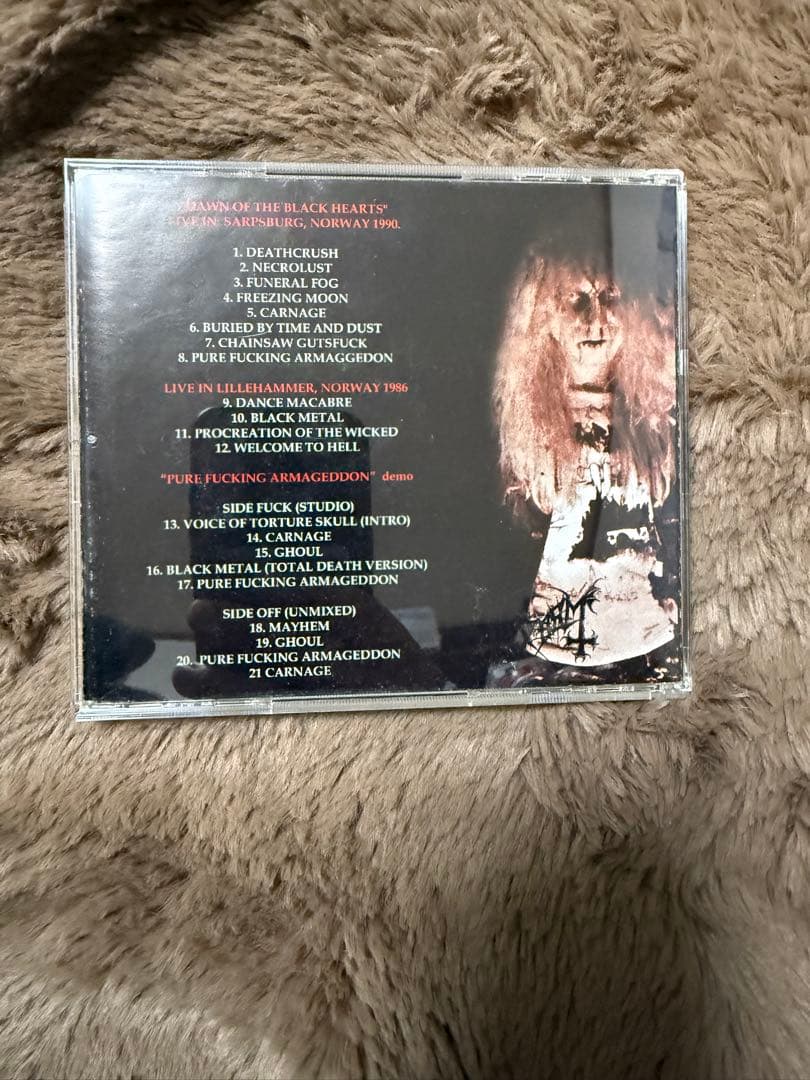 "DAWN OF THE BLACK HEARTS"
LIVE IN: SARPSBURG, NORWAY 1990.
1. DEATHCRUSH
2. NECROLUST
3. FUNERAL FOG
4. FREEZING MOON
5. CARNAGE
6. BURIED BY TIME AND DUST
7. CHAINSAW GUTSFUCK
8. PURE FUCKING ARMAGGEDON
LIVE IN LILLEHAMMER, NORWAY 1986
9. DANCE MACABRE
10. BLACK METAL
11. PROCREATION OF THE WICKED
12. WELCOME TO HELL
"PURE FUCKING ARMAGEDDON" demo
SIDE FUCK (STUDIO)
13. VOICE OF TORTURE SKULL (INTRO)
14. CARNAGE
15. GHOUL
16. BLACK METAL (TOTAL DEATH VERSION)
17. PURE FUCKING ARMAGEDDON
SIDE OFF (UNMIXED)
18. MAYHEM
19. GHOUL
20. PURE FUCKING ARMAGEDDON
21 CARNAGE